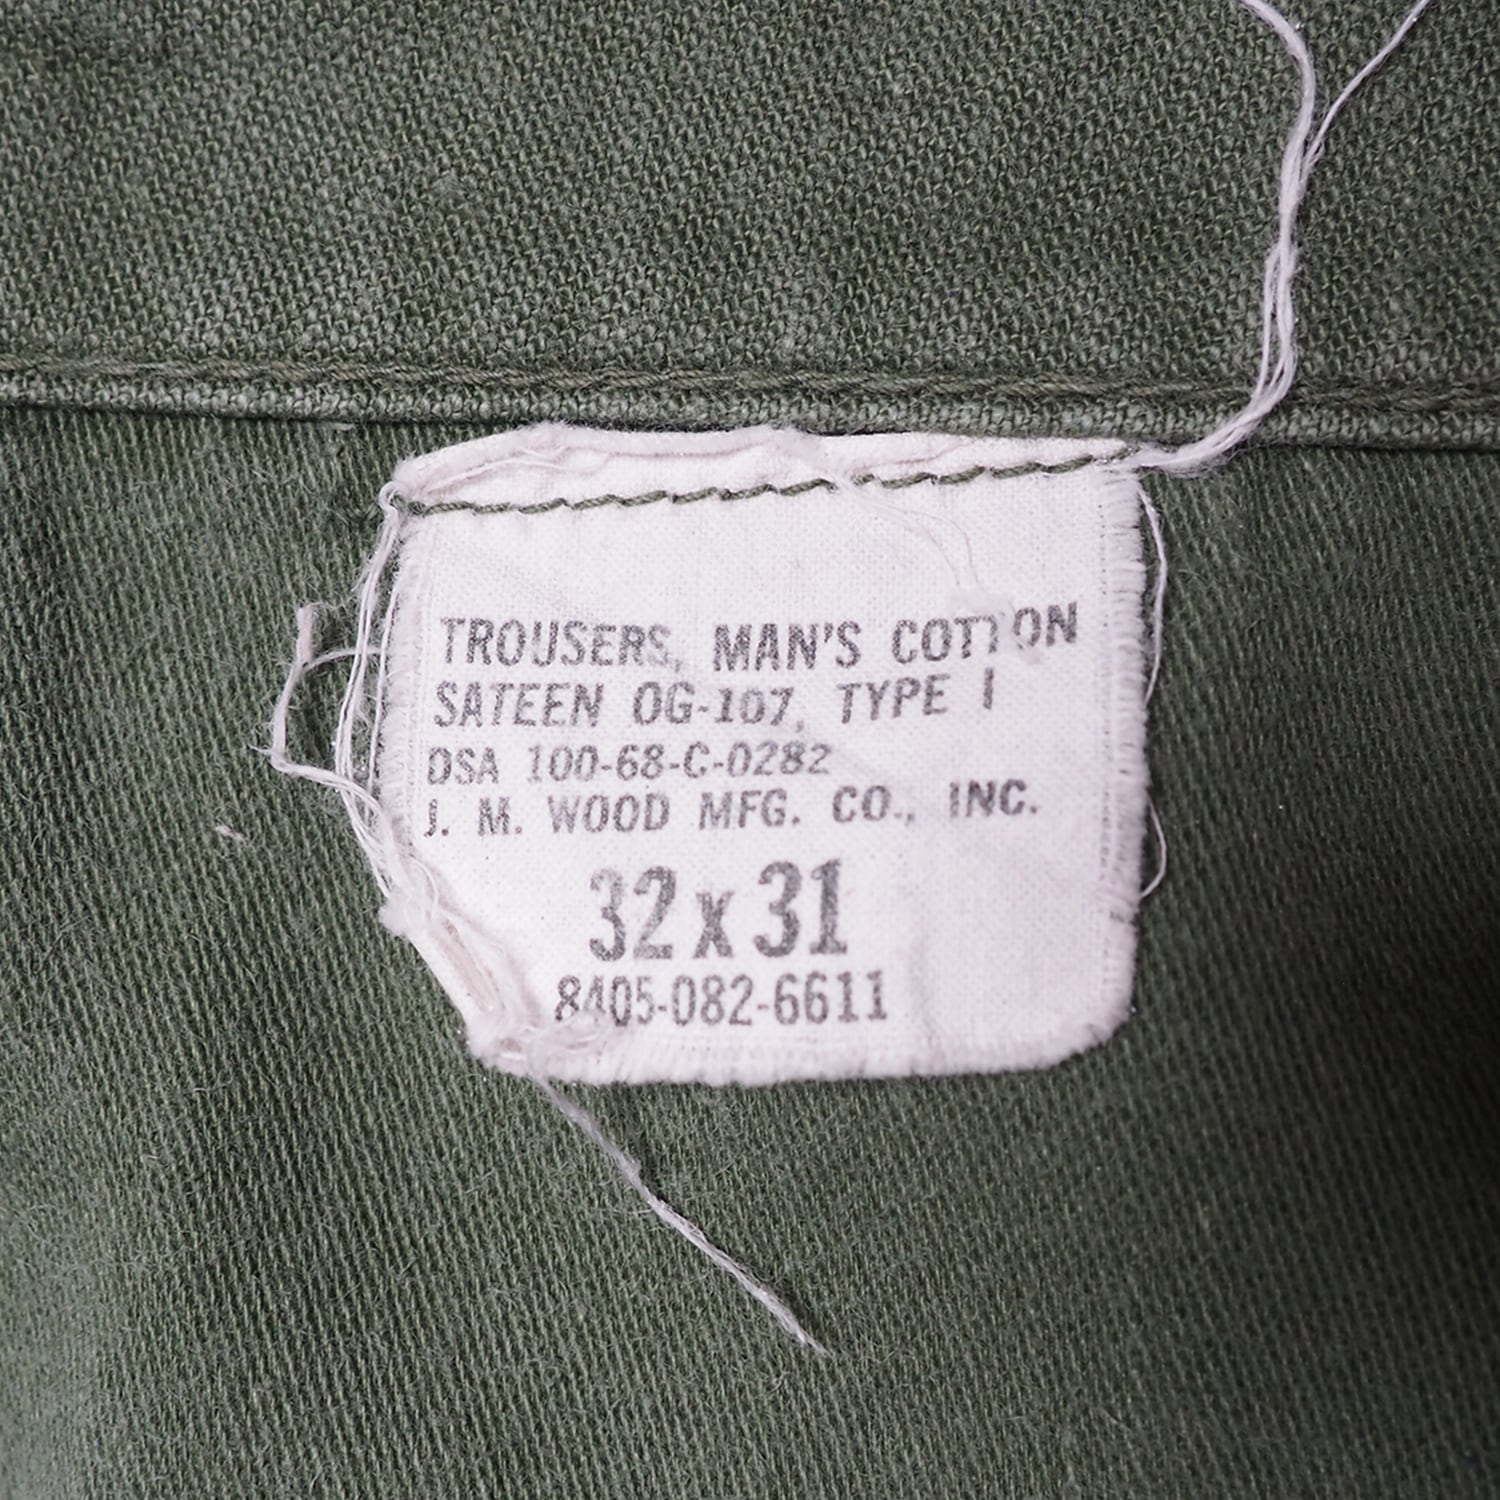 TROUSERS, MAN'S COTTON
SATEEN OG-107, TYPE I
DSA 100-68-C-0282
J. M. WOOD MFG. CO., INC.
32 x 31
8405-082-6611